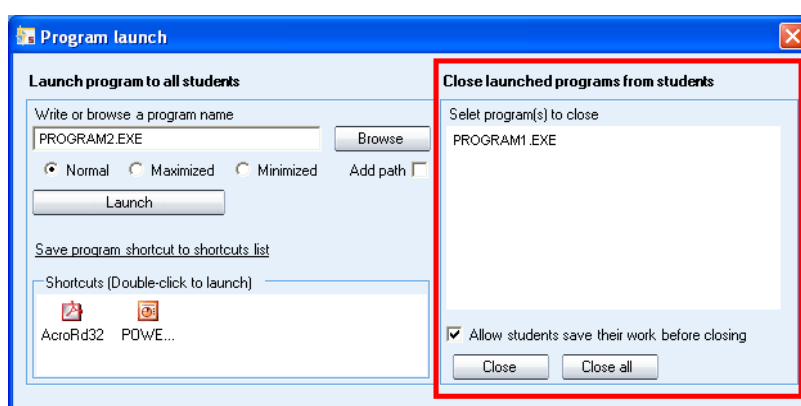 Program launch
Launch program to all students
Write or browse a program name
PROGRAM2.EXE
Browse
Normal Maximized Minimized Add path
Launch
Save program shortcut to shortcuts list
Shortcuts (Double-click to launch)
AcroRd32 POWE...
Close launched programs from students
Selet program(s) to close
PROGRAM1.EXE
Allow students save their work before closing
Close Close all